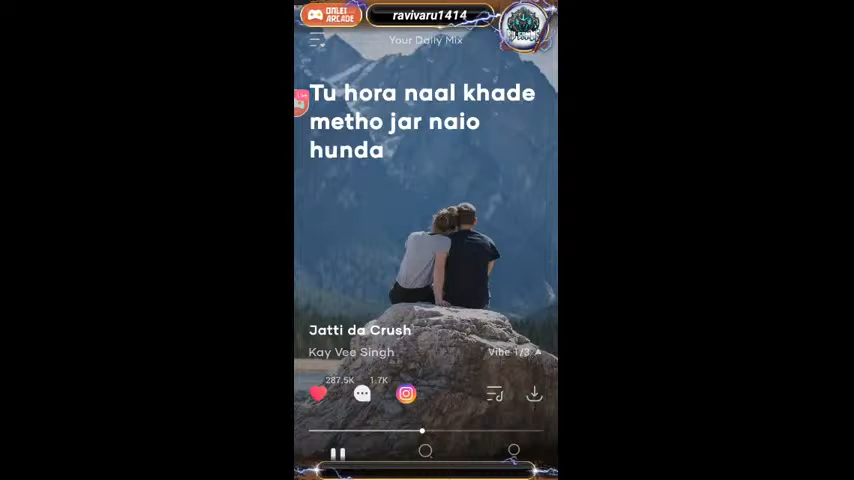 ONLEI
ARCADE
ravivaru1414
Your Daily Mix
Tu hora naal khade
metho jar naio
hunda
Jatti da Crush
Kay Vee Singh
Vibe 1/3
287.5K
1.7K